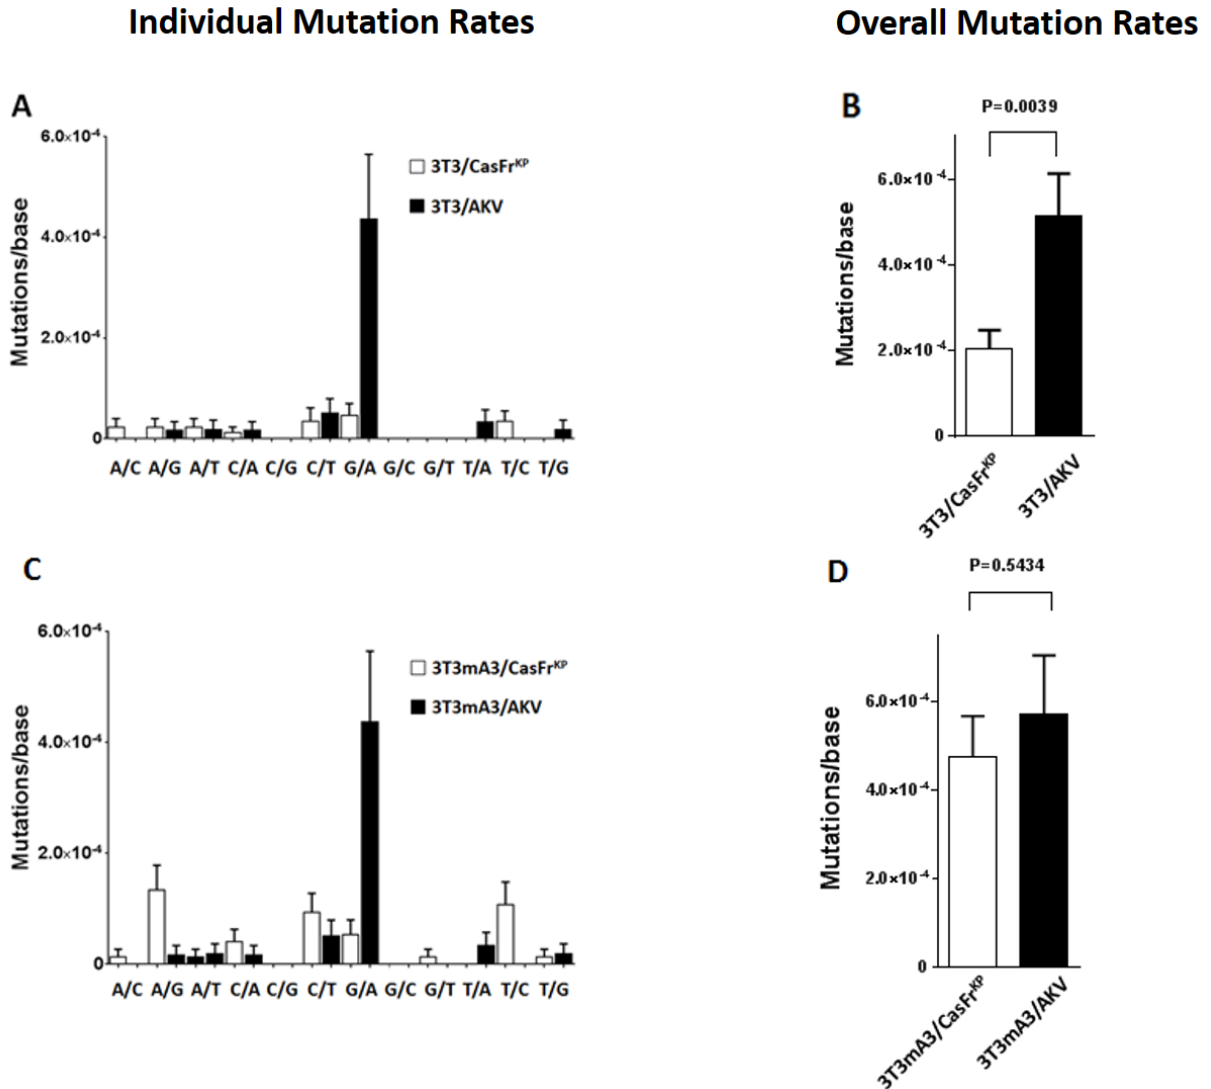 Individual Mutation Rates
Overall Mutation Rates
A
6.0×10⁻⁴
4.0×10⁻⁴
2.0×10⁻⁴
0
Mutations/base
3T3/CasFrᴷᴾ
3T3/AKV
A/C A/G A/T C/A C/G C/T G/A G/C G/T T/A T/C T/G
B
P=0.0039
6.0×10⁻⁴
4.0×10⁻⁴
2.0×10⁻⁴
0
Mutations/base
3T3/CasFrᴷᴾ
3T3/AKV
C
6.0×10⁻⁴
4.0×10⁻⁴
2.0×10⁻⁴
0
Mutations/base
3T3mA3/CasFrᴷᴾ
3T3mA3/AKV
A/C A/G A/T C/A C/G C/T G/A G/C G/T T/A T/C T/G
D
P=0.5434
6.0×10⁻⁴
4.0×10⁻⁴
2.0×10⁻⁴
0
Mutations/base
3T3mA3/CasFrᴷᴾ
3T3mA3/AKV